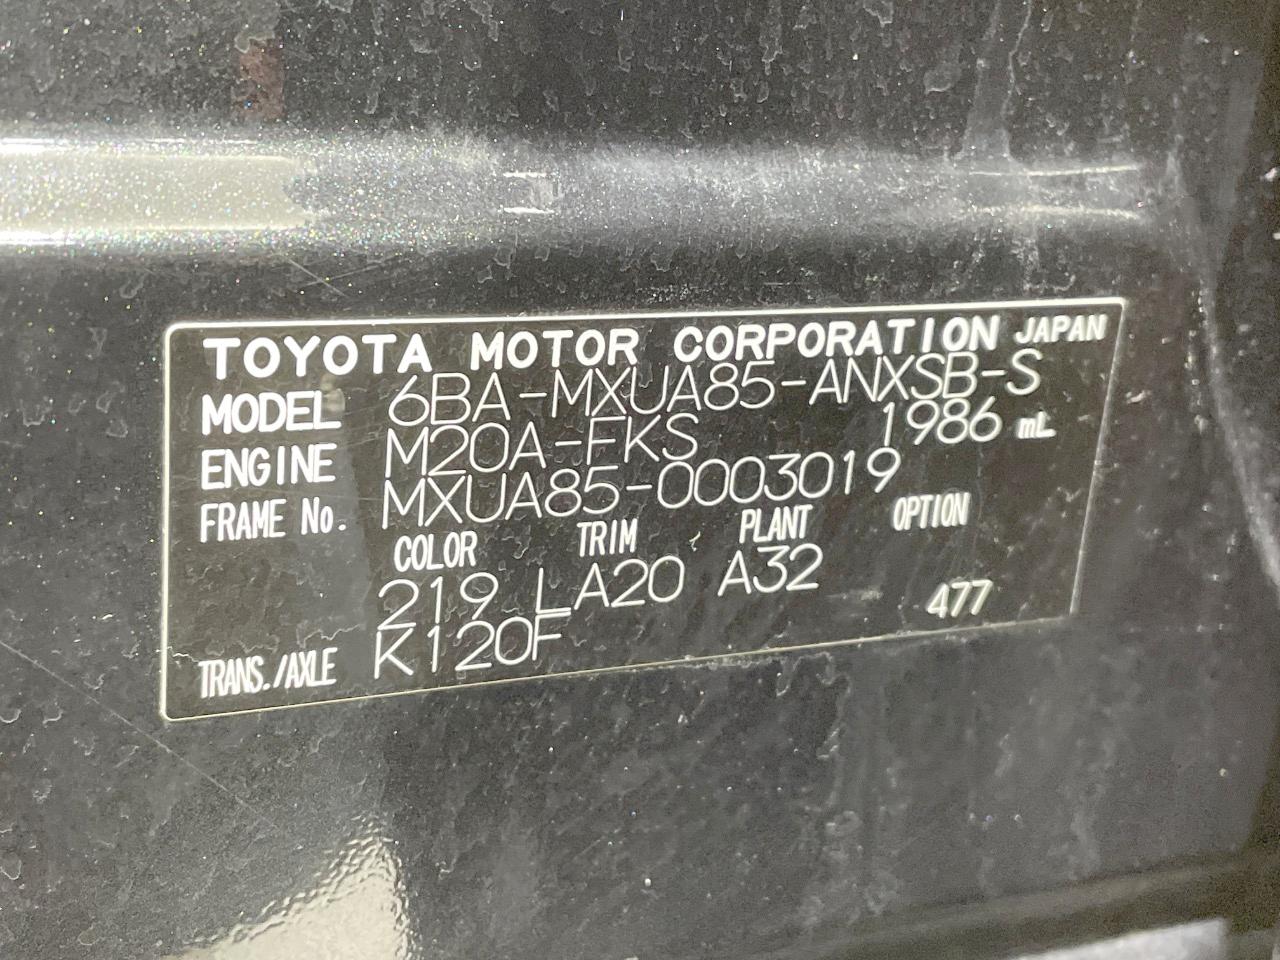 TOYOTA MOTOR CORPORATION JAPAN
MODEL 6BA-MXUA85-ANXSB-S
ENGINE M20A-FKS 1986 mL
FRAME No. MXUA85-0003019
COLOR TRIM PLANT OPTION
219 LA20 A32
477
TRANS./AXLE K120F